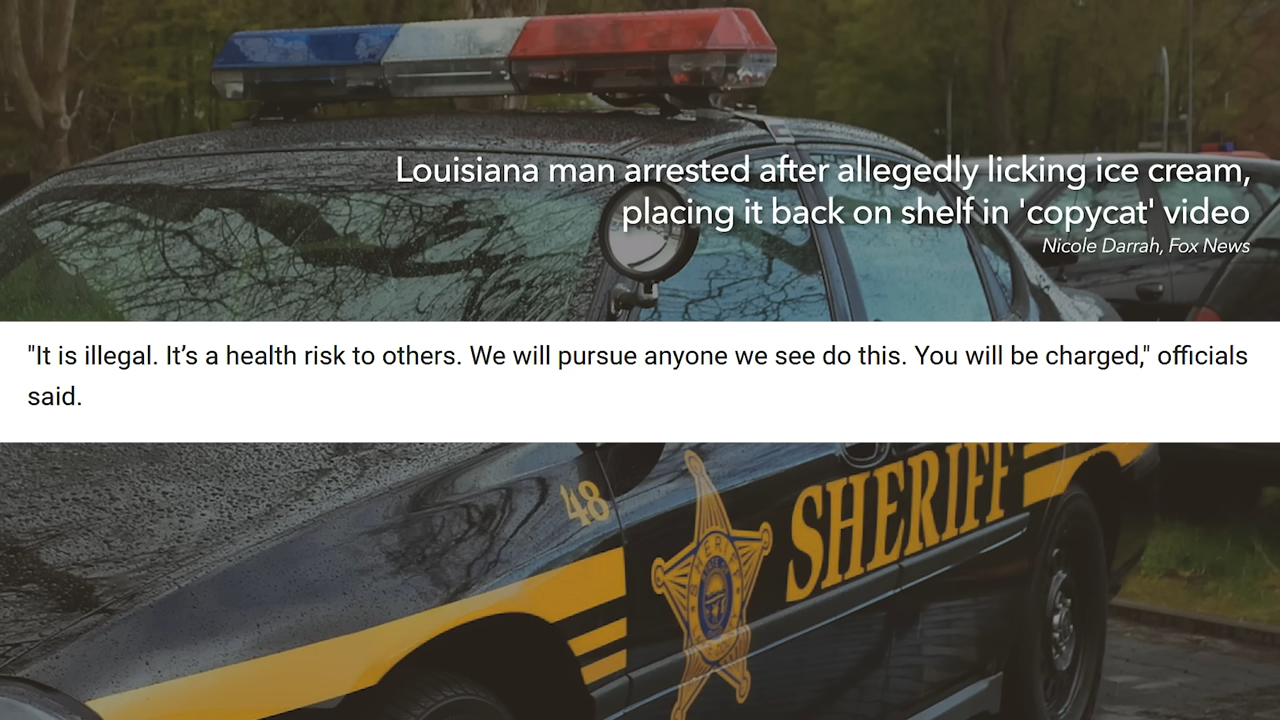 Louisiana man arrested after allegedly licking ice cream,
placing it back on shelf in 'copycat' video
Nicole Darrah, Fox News
"It is illegal. It’s a health risk to others. We will pursue anyone we see do this. You will be charged," officials
said.
48
SHERIFF
SHERIFF